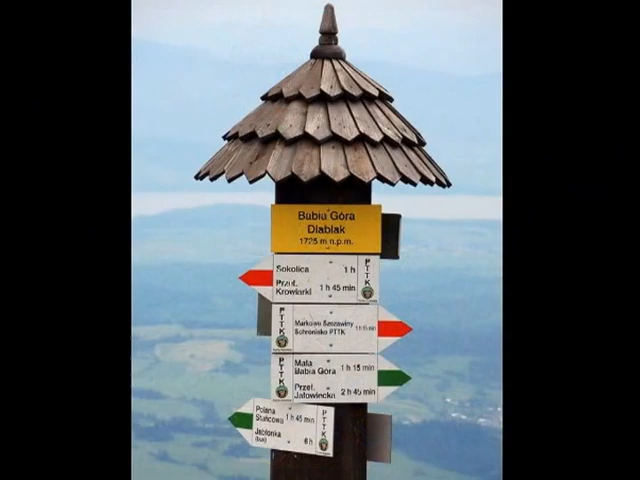 Babia Góra
Diablak
1725 m n.p.m.
Sokolica 1 h
Przeł.
Krowiarki 1 h 45 min
PTTK
PTTK
Markowe Szczawiny
Schronisko PTTK
PTTK
Mała
Babia Góra 1 h 15 min
Przeł.
Jałowiecka 2 h 45 min
Polana
Stańcowa 1 h 45 min
Jabłonka
(bus) 6 h
PTTK